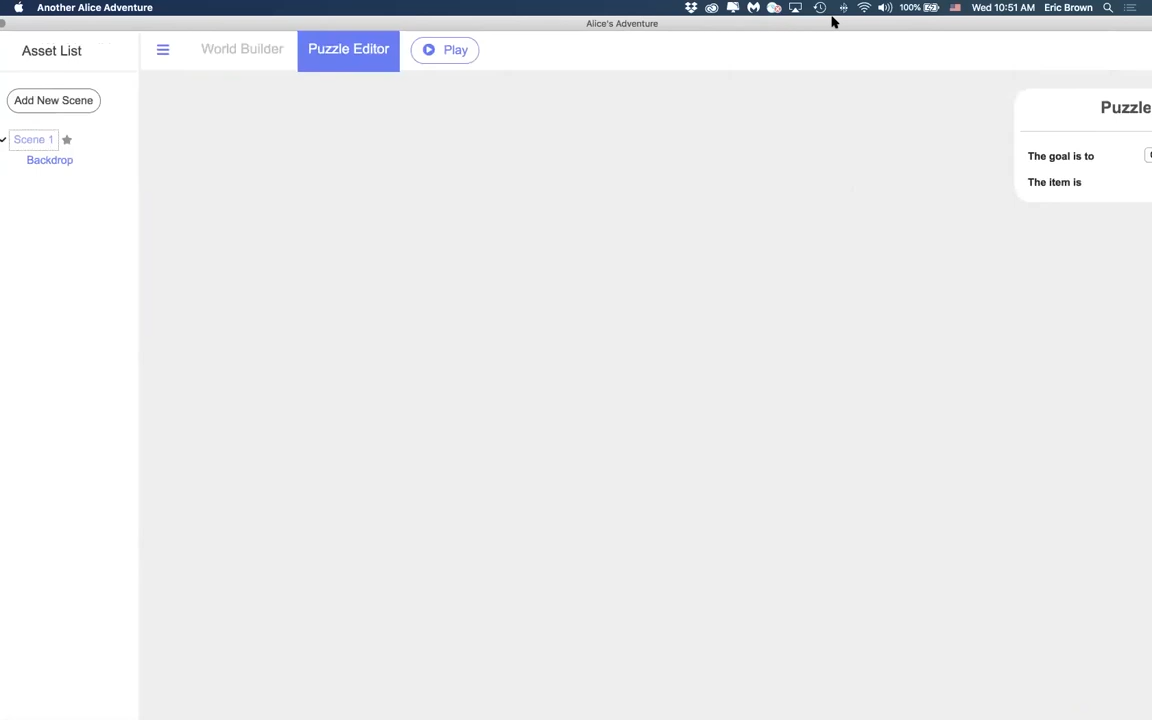 Another Alice Adventure
100%
Wed 10:51 AM
Eric Brown
Alice's Adventure
Asset List
World Builder
Puzzle Editor
Play
Add New Scene
Scene 1
Backdrop
Puzzle
The goal is to
The item is